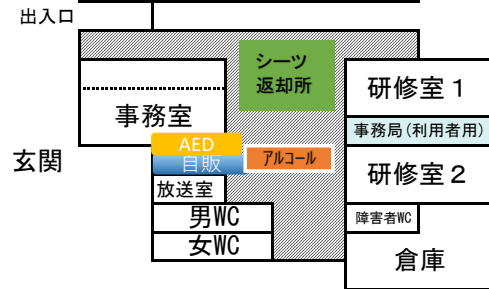 出入口
シーツ
返却所
研修室１
事務室
事務局(利用者用)
AED
自販
アルコール
玄関
研修室２
放送室
男WC
障害者WC
女WC
倉庫